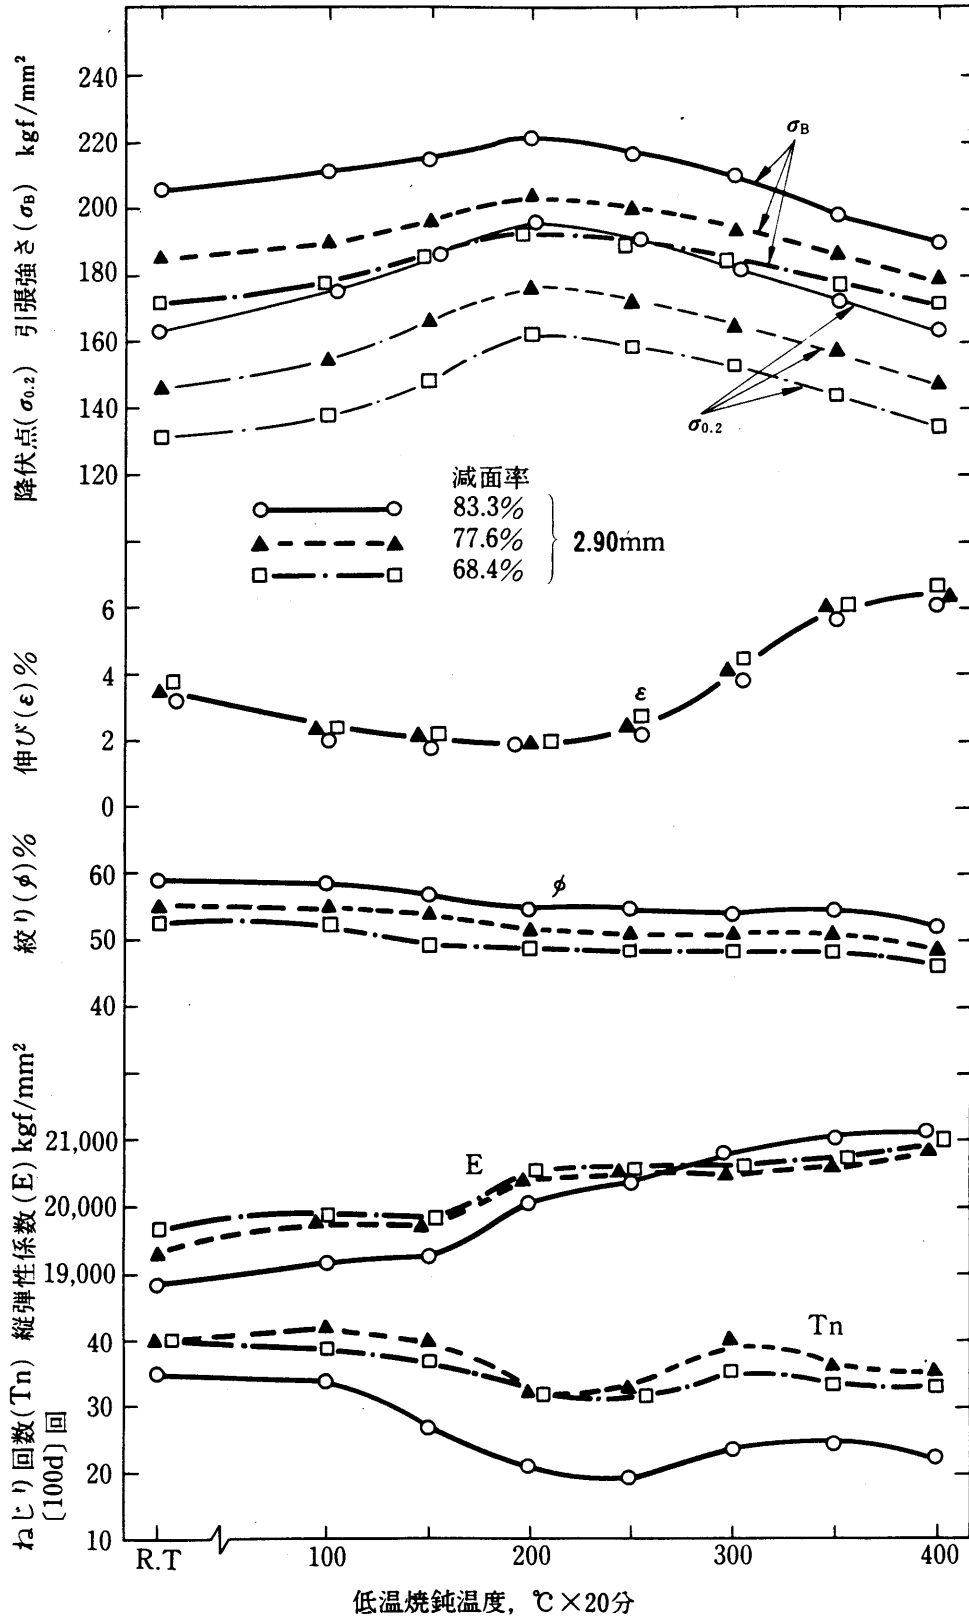 引張強さ(σB) kgf/mm²
降伏点(σ0.2)
240
220
200
180
160
140
120
σB
σ0.2
減面率
83.3%
77.6%
68.4%
2.90mm
伸び(ε)%
6
4
2
0
ε
絞り(φ)%
60
50
40
φ
縦弾性係数(E) kgf/mm²
21,000
20,000
19,000
E
ねじり回数(Tn)
〔100d〕回
40
30
20
10
Tn
R.T
100
200
300
400
低温焼鈍温度, ℃×20分